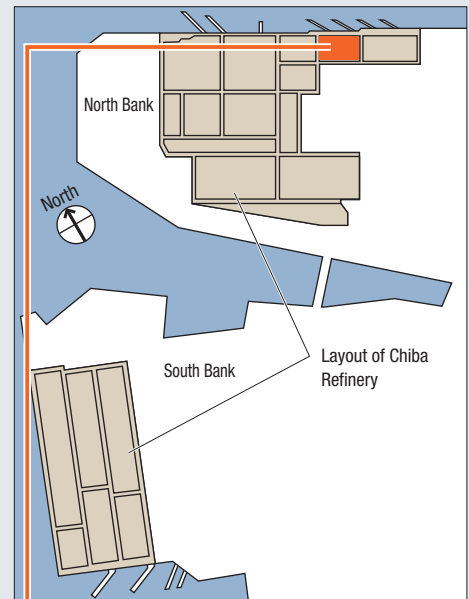 North Bank
North
South Bank
Layout of Chiba
Refinery